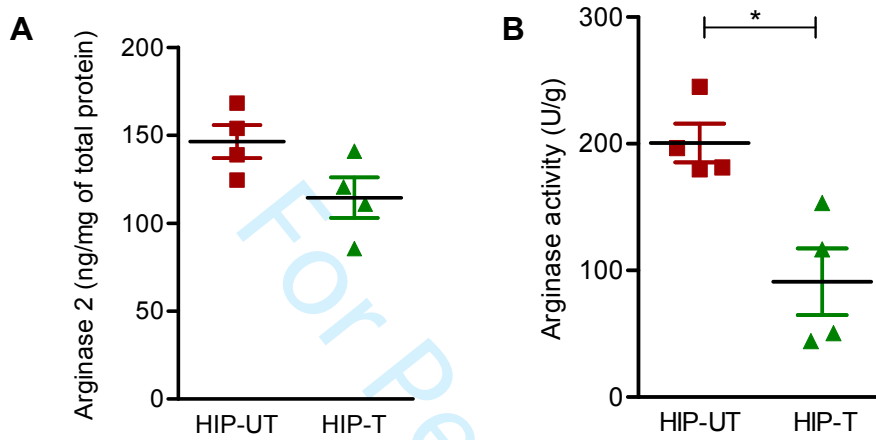 A
Arginase 2 (ng/mg of total protein)
200
150
100
50
0
HIP-UT HIP-T
For Pe
B
Arginase activity (U/g)
300
200
100
0
*
HIP-UT HIP-T